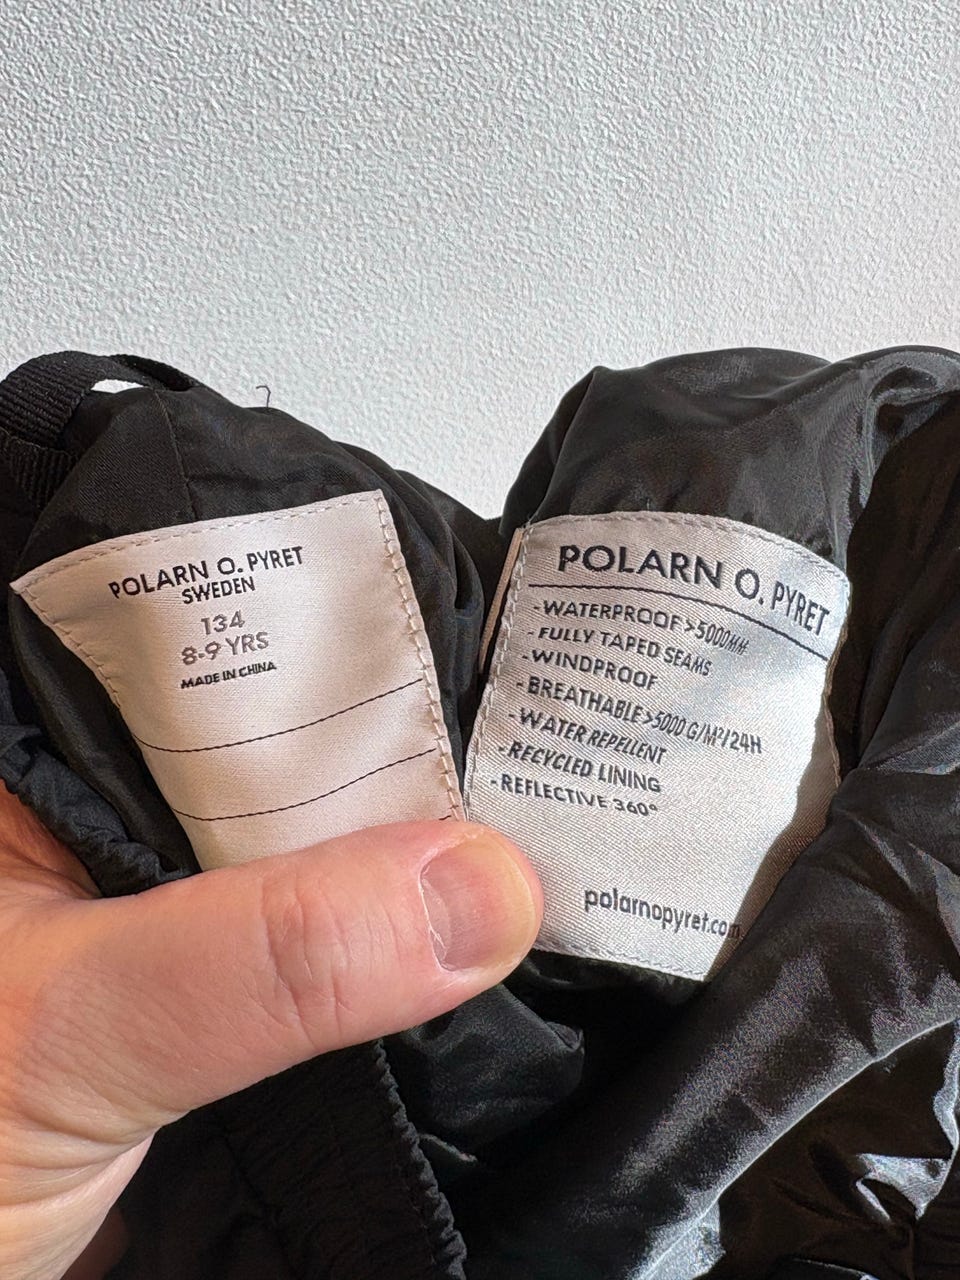 POLARN O. PYRET
SWEDEN
134
8-9 YRS
MADE IN CHINA
POLARN O. PYRET
-WATERPROOF >5000MM
- FULLY TAPED SEAMS
-WINDPROOF
-BREATHABLE >5000 G/M²/24H
-WATER REPELLENT
-RECYCLED LINING
-REFLECTIVE 360°
polarnopyret.com